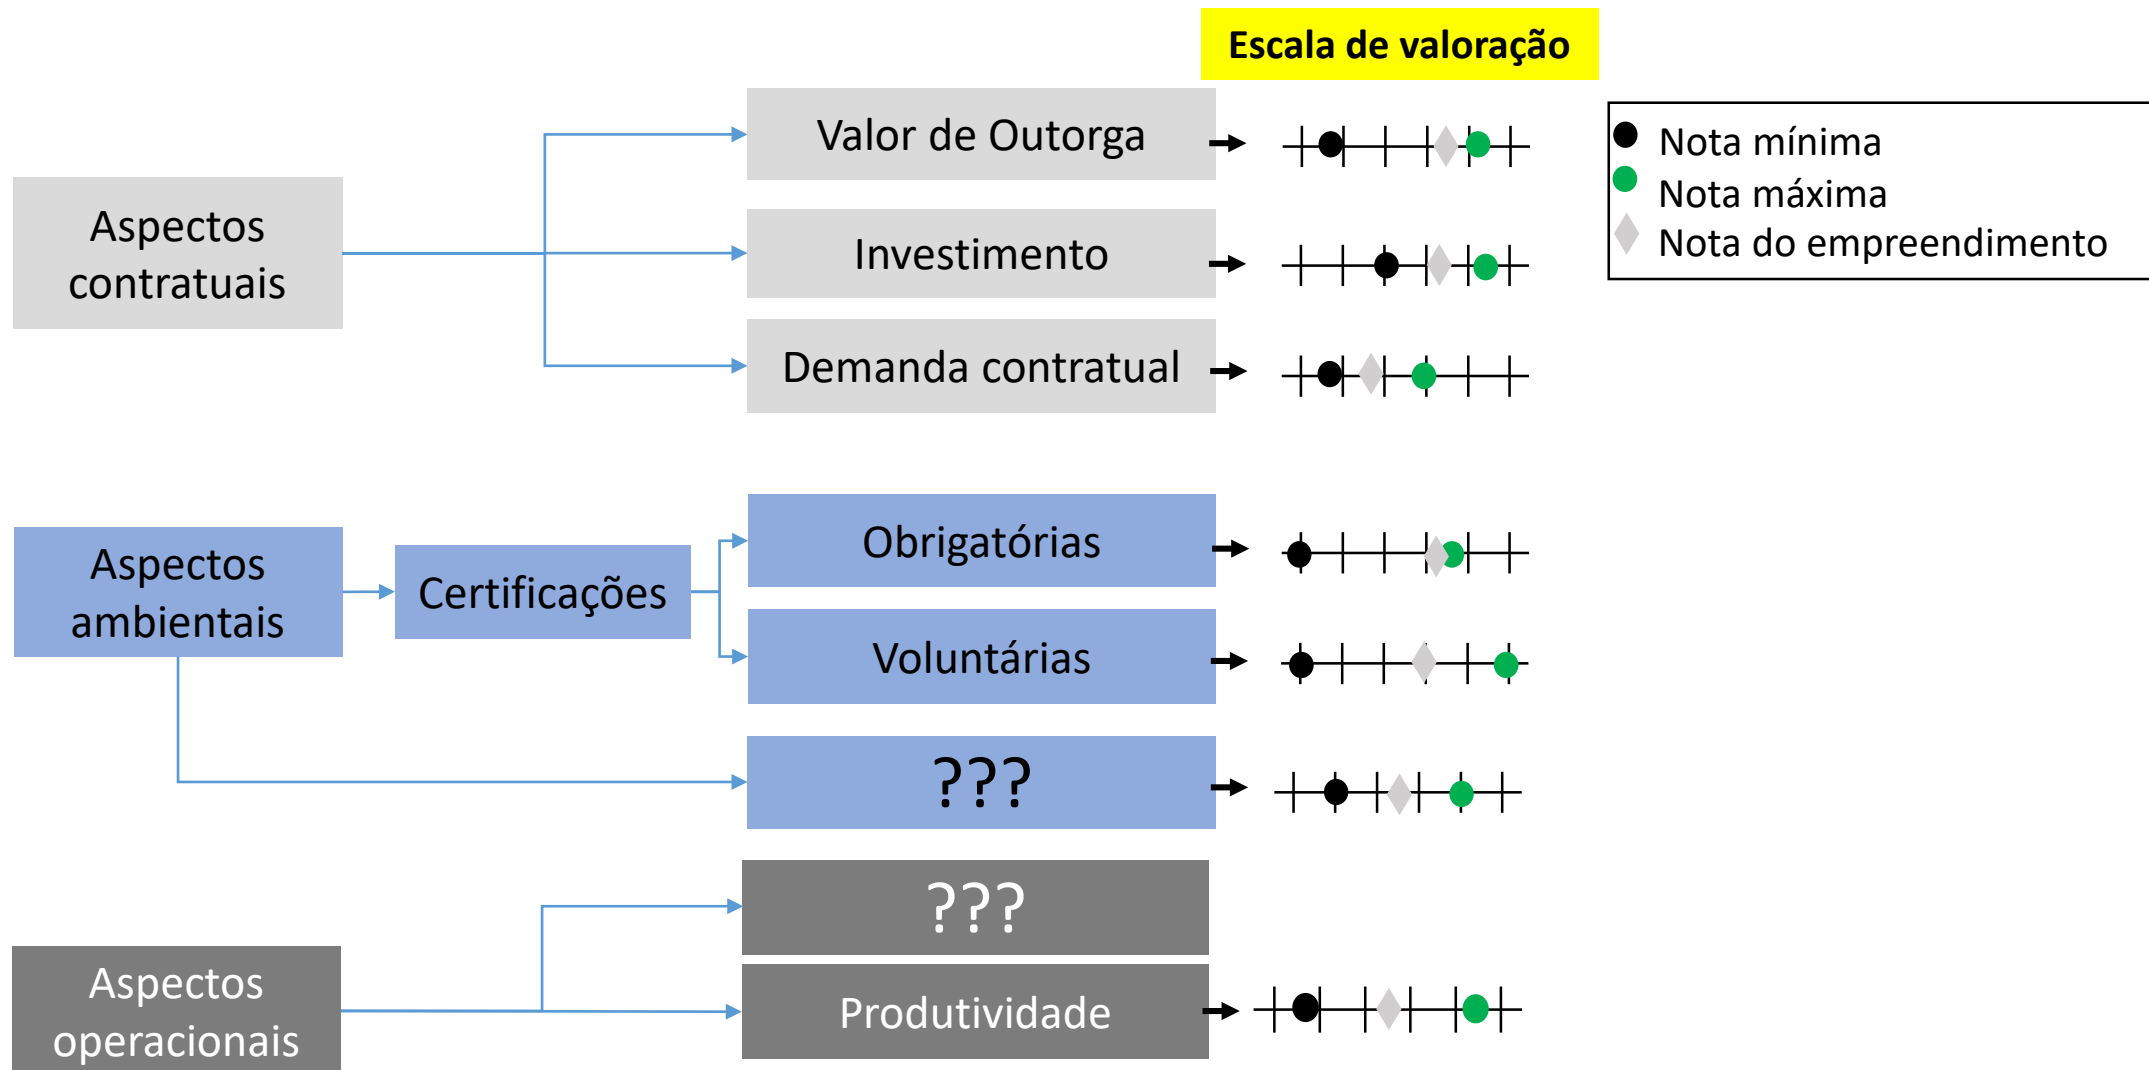 Escala de valoração
Valor de Outorga
Nota mínima
Nota máxima
Nota do empreendimento
Aspectos
contratuais
Investimento
Demanda contratual
Aspectos
ambientais
Certificações
Obrigatórias
Voluntárias
???
???
Aspectos
operacionais
Produtividade